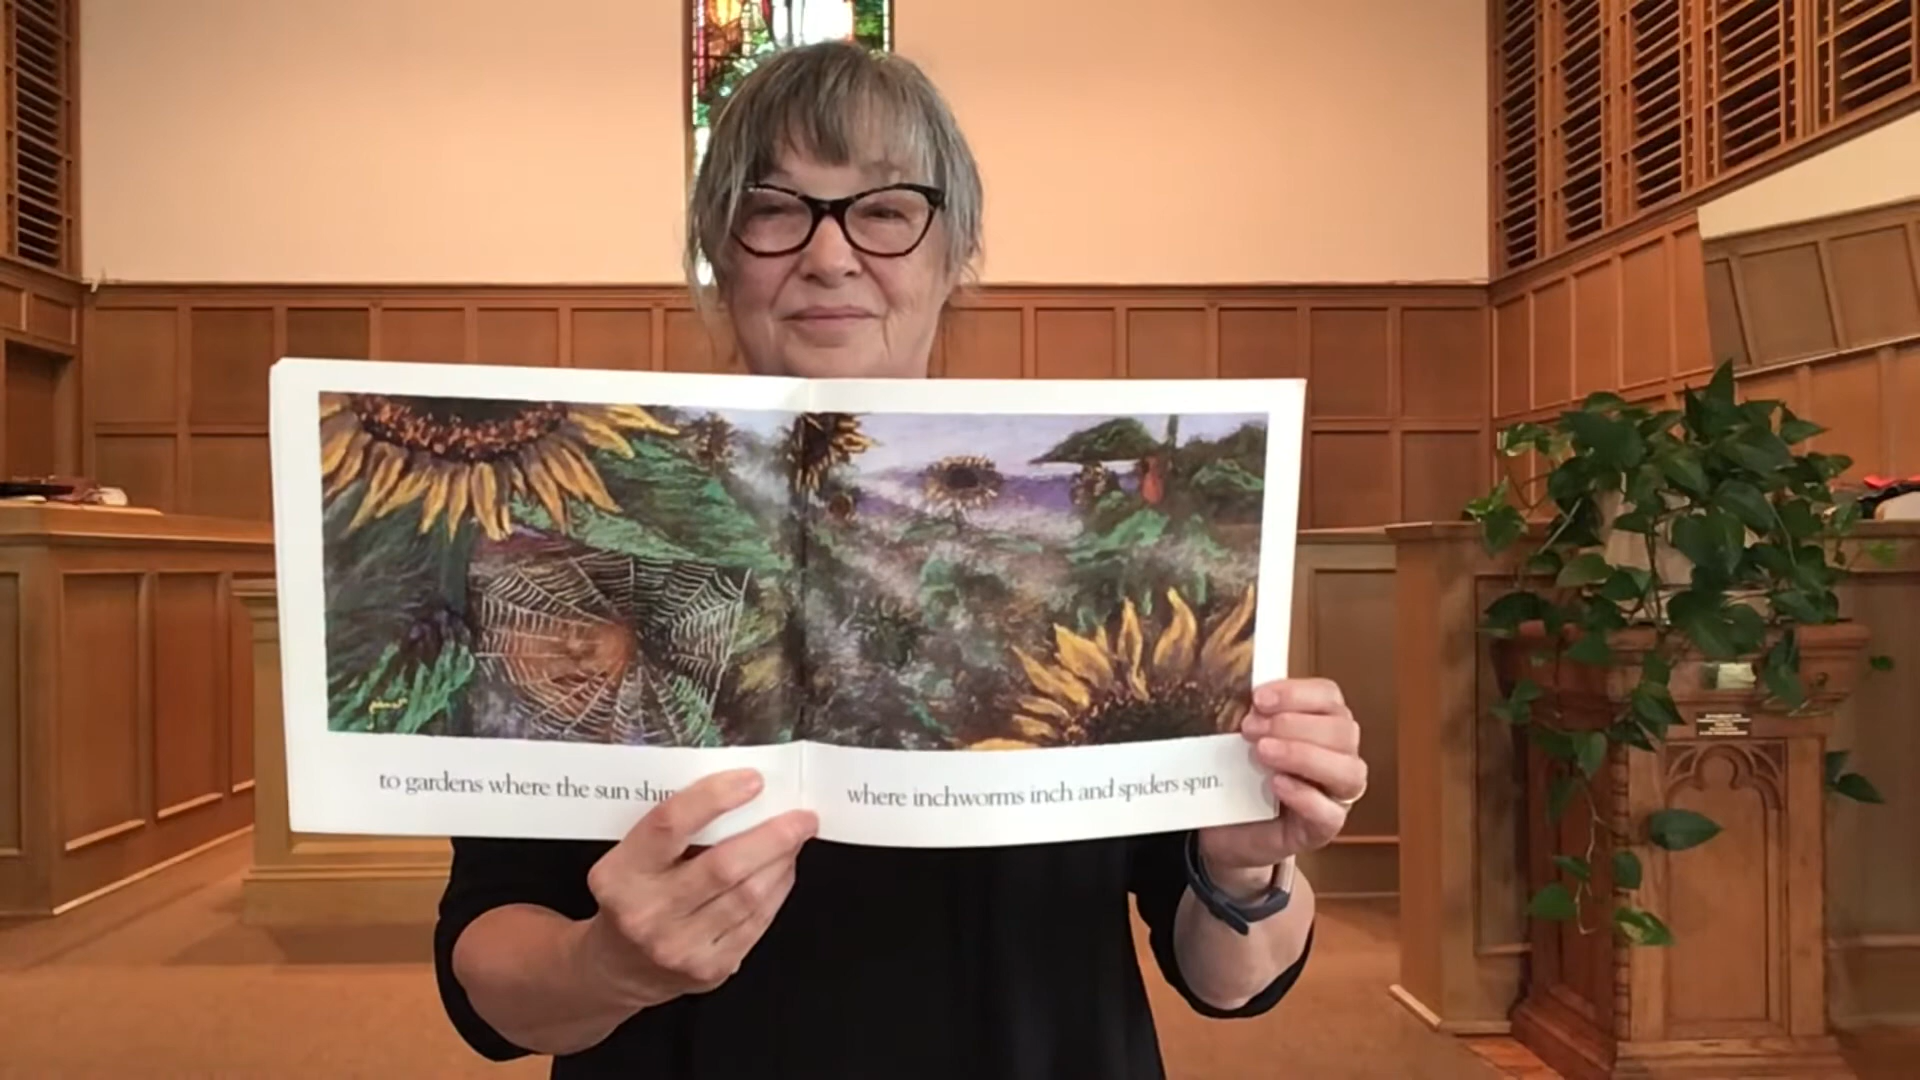 to gardens where the sun
where inchworms inch and spiders spin.